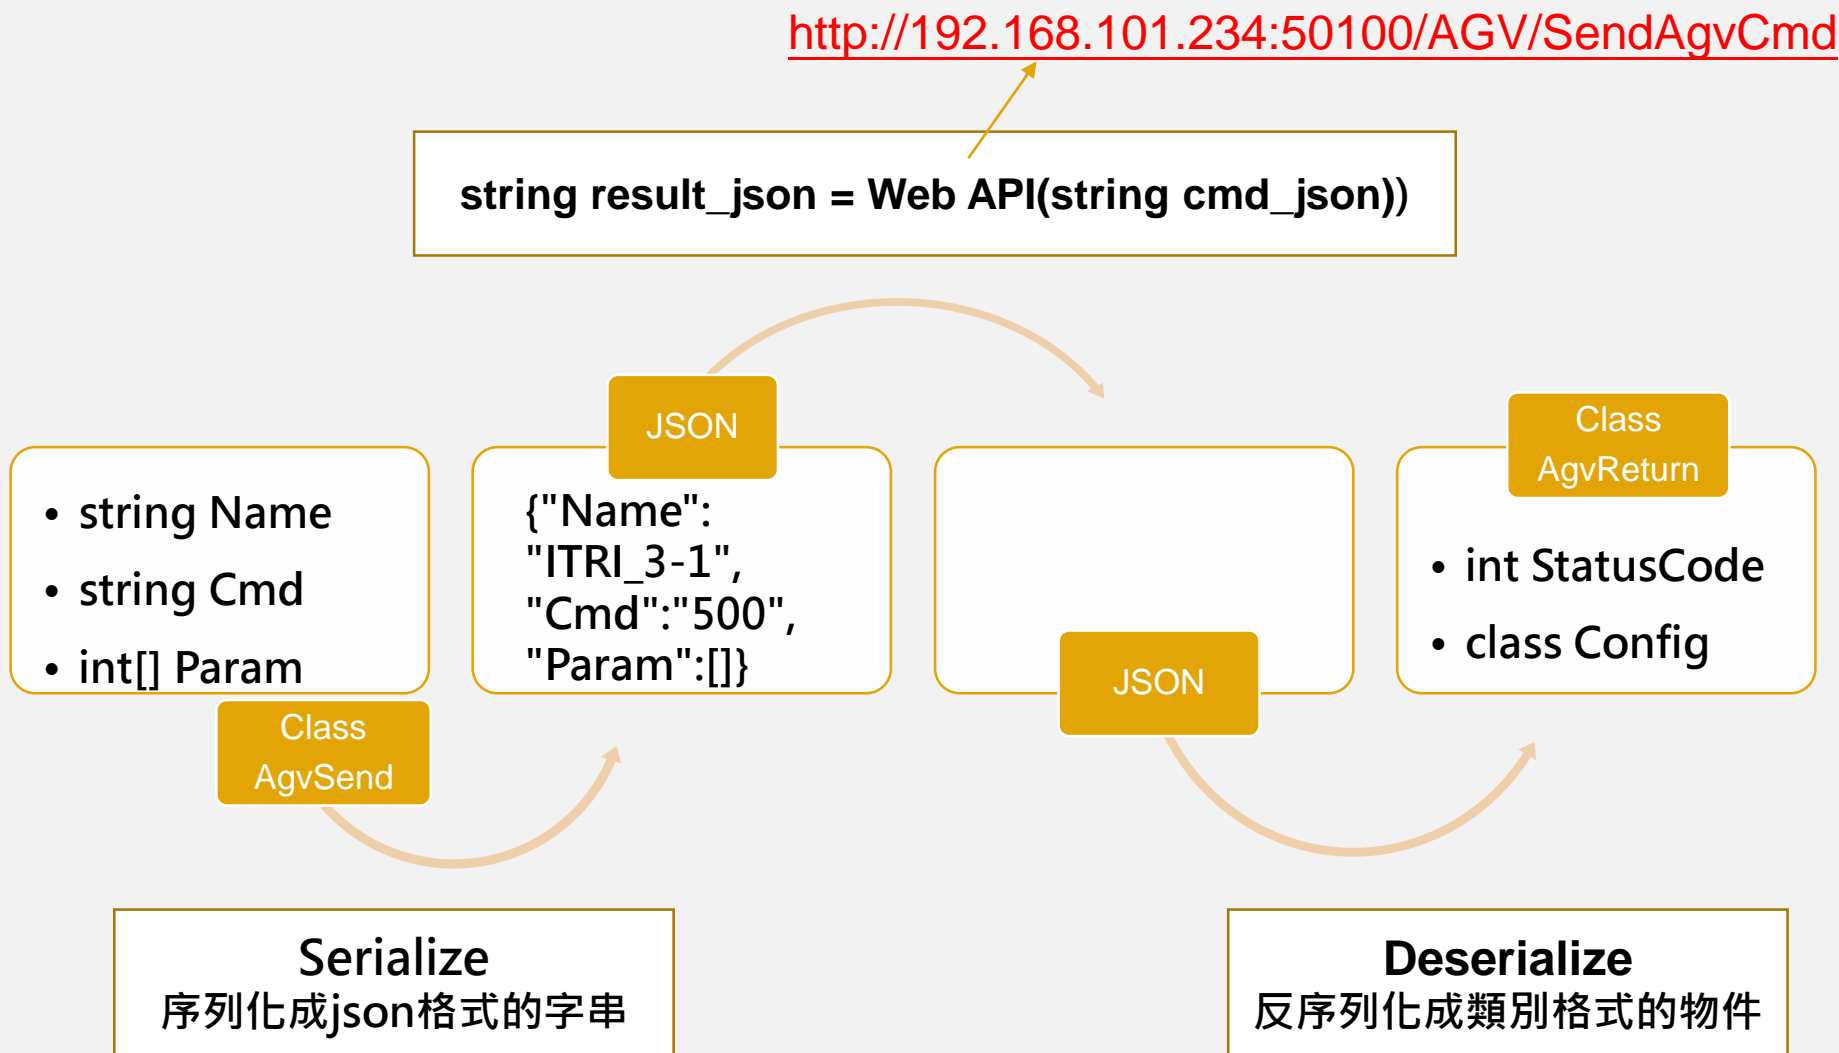 http://192.168.101.234:50100/AGV/SendAgvCmd
string result_json = Web API(string cmd_json))
• string Name
• string Cmd
• int[] Param
Class
AgvSend
JSON
{"Name":
"ITRI_3-1",
"Cmd":"500",
"Param":[]}
JSON
Class
AgvReturn
• int StatusCode
• class Config
Serialize
序列化成json格式的字串
Deserialize
反序列化成類別格式的物件